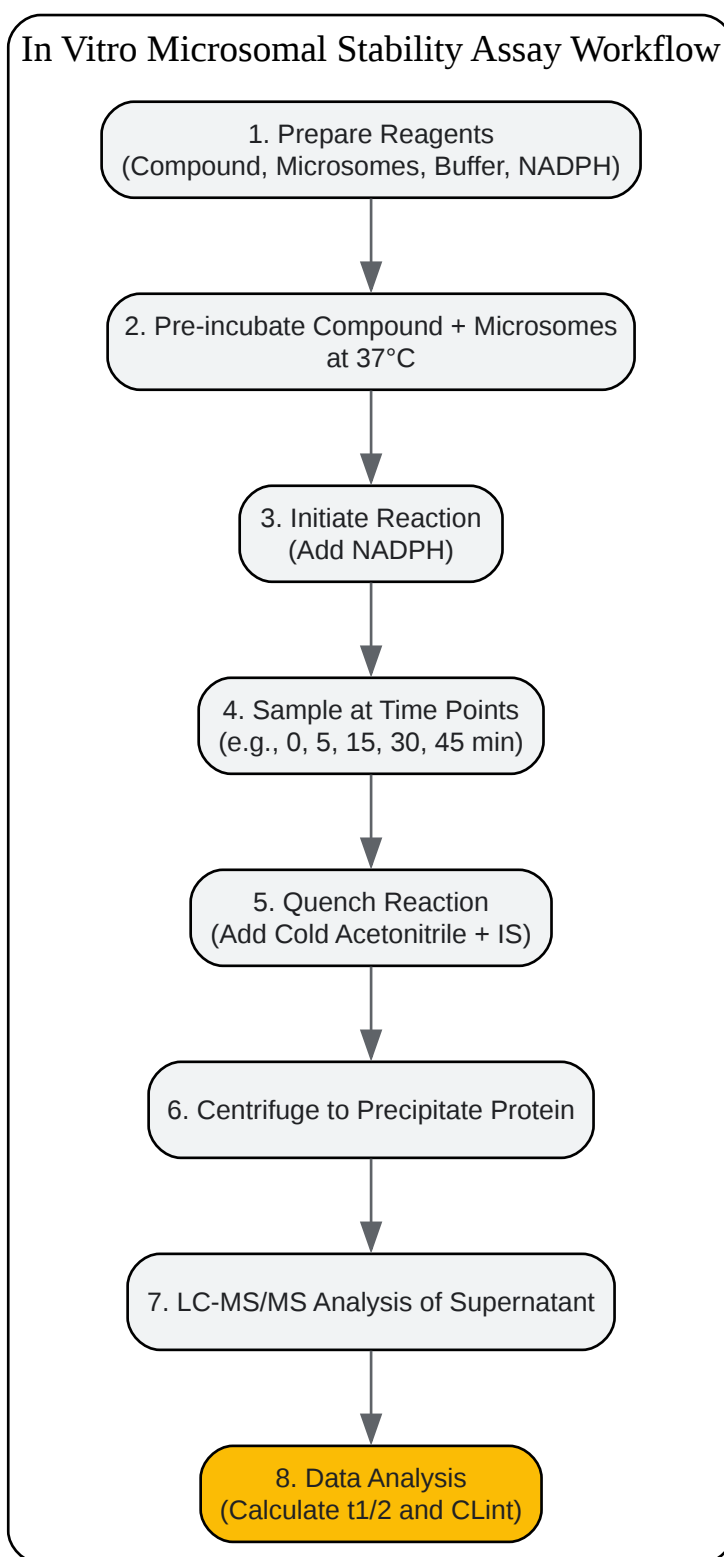 In Vitro Microsomal Stability Assay Workflow
1. Prepare Reagents
(Compound, Microsomes, Buffer, NADPH)
2. Pre-incubate Compound + Microsomes
at 37°C
3. Initiate Reaction
(Add NADPH)
4. Sample at Time Points
(e.g., 0, 5, 15, 30, 45 min)
5. Quench Reaction
(Add Cold Acetonitrile + IS)
6. Centrifuge to Precipitate Protein
7. LC-MS/MS Analysis of Supernatant
8. Data Analysis
(Calculate t1/2 and CLint)